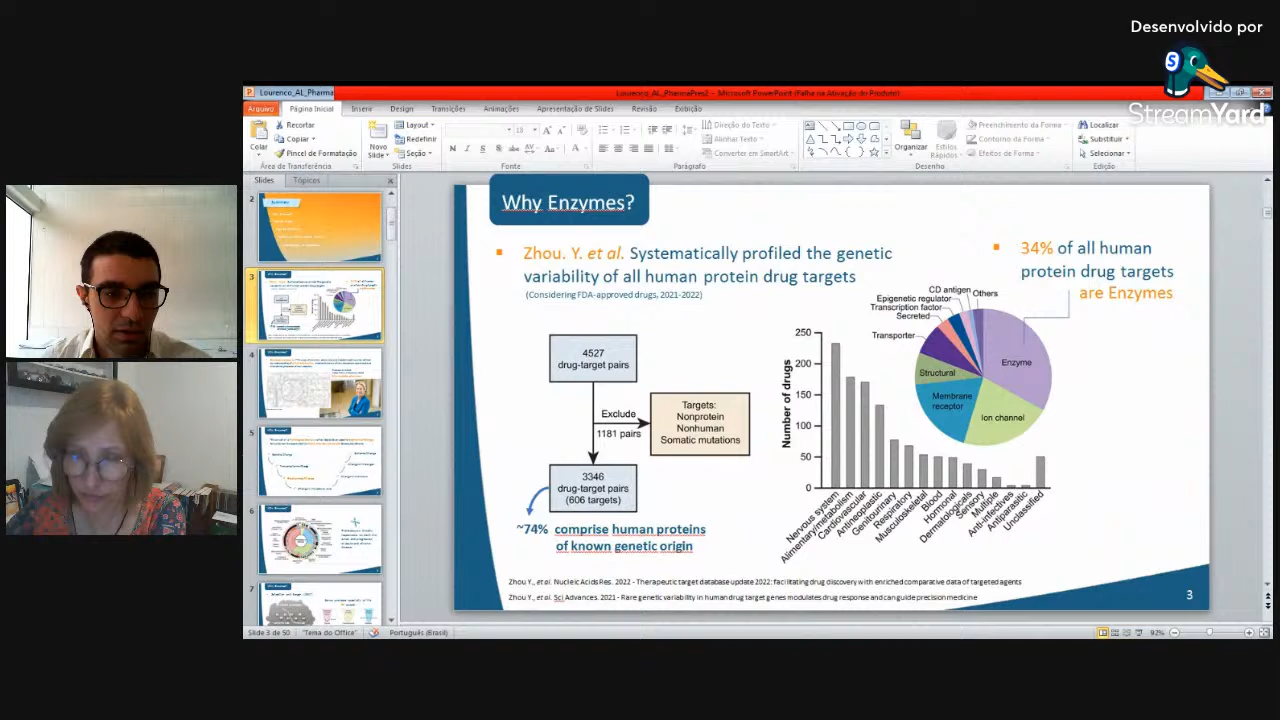 Desenvolvido por
StreamYard
Lourenco_AL_Pharma
Lourenco_AL_PharmaPres2 - Microsoft PowerPoint (Falha na Ativação do Produto)
Arquivo
Página Inicial
Inserir
Design
Transições
Animações
Apresentação de Slides
Revisão
Exibição
Colar
Recortar
Copiar
Pincel de Formatação
Área de Transferência
Novo
Slide
Layout
Redefinir
Seção
Slides
Fonte
Direção do Texto
Alinhar Texto
Converter em SmartArt
Parágrafo
Organizar
Estilos
Rápidos
Preenchimento da Forma
Contorno da Forma
Efeitos de Forma
Desenho
Localizar
Substituir
Selecionar
Edição
Slides
Tópicos
2
3
4
5
6
7
Why Enzymes?
Zhou. Y. et al. Systematically profiled the genetic
variability of all human protein drug targets
(Considering FDA-approved drugs, 2021-2022)
34% of all human
protein drug targets
are Enzymes
4527
drug-target pairs
Exclude
1181 pairs
Targets:
Nonprotein
Nonhuman
Somatic mutations
3346
drug-target pairs
(606 targets)
~74% comprise human proteins
of known genetic origin
Number of drugs
250
200
150
100
50
0
Nervous system
Alimentary/metabolism
Cardiovascular
Antineoplastic
Genitourinary
Respiratory
Musculoskeletal
Blood
Hormonal
Dermatologicals
Sensory
Multiple
Anti-infectives
Antiparasitic
Unclassified
CD antigen
Others
Epigenetic regulator
Transcription factor
Secreted
Transporter
Structural
Membrane
receptor
Enzyme
Ion channel
Zhou Y., et al. Nucleic Acids Res. 2022 - Therapeutic target database update 2022: facilitating drug discovery with enriched comparative data of targeted agents
Zhou Y., et al. Sci Advances. 2021 - Rare genetic variability in human drug target genes modulates drug response and can guide precision medicine
3
Slide 3 de 50
"Tema do Office"
Português (Brasil)
92%